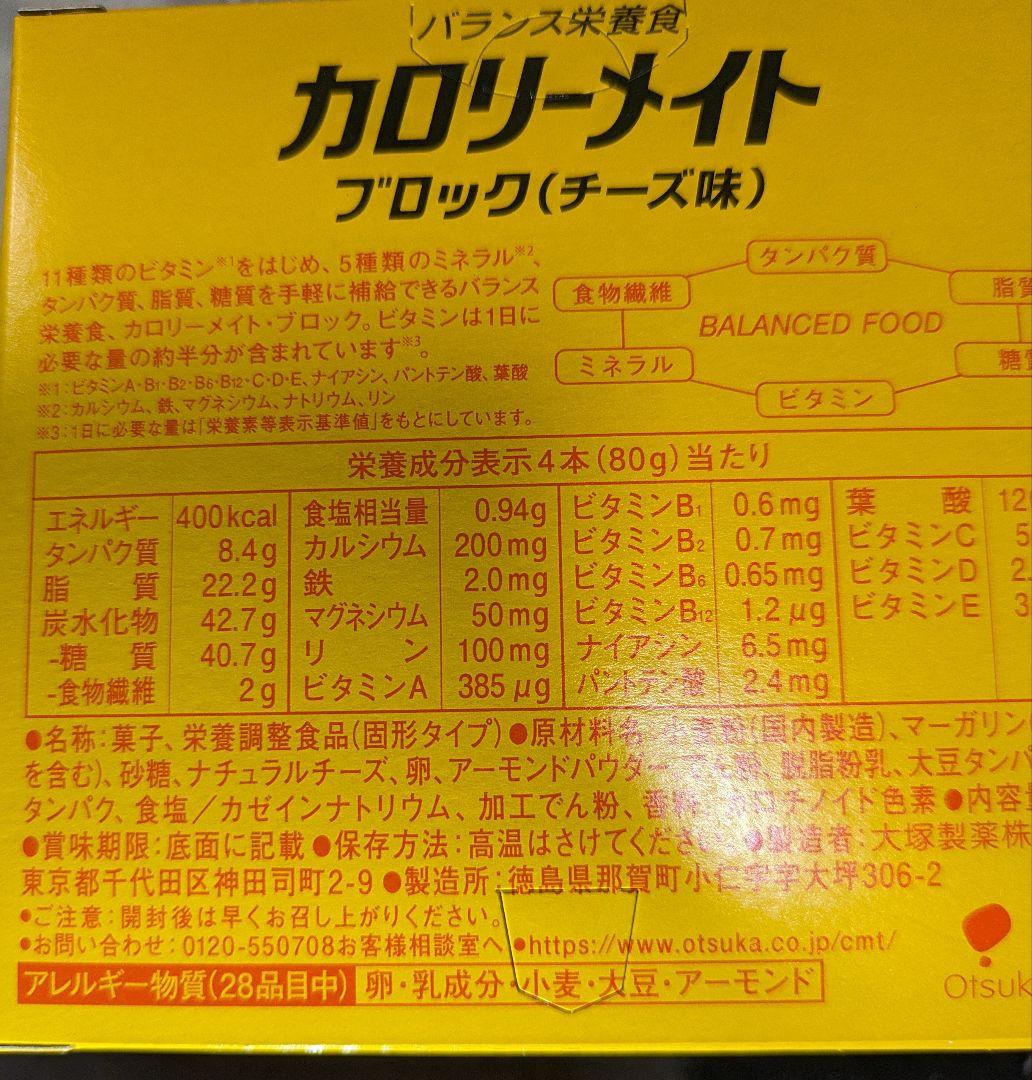 バランス栄養食
カロリーメイト
ブロック(チーズ味)
11種類のビタミン※1をはじめ、5種類のミネラル※2、
タンパク質、脂質、糖質を手軽に補給できるバランス
栄養食、カロリーメイト・ブロック。ビタミンは1日に
必要な量の約半分が含まれています※3。
※1:ビタミンA・B1・B2・B6・B12・C・D・E、ナイアシン、パントテン酸、葉酸
※2:カルシウム、鉄、マグネシウム、ナトリウム、リン
※3:1日に必要な量は「栄養素等表示基準値」をもとにしています。
タンパク質
食物繊維
脂質
BALANCED FOOD
ミネラル
糖質
ビタミン
栄養成分表示4本(80g)当たり
エネルギー 400kcal 食塩相当量 0.94g ビタミンB1 0.6mg 葉酸 12
タンパク質 8.4g カルシウム 200mg ビタミンB2 0.7mg ビタミンC 5
脂質 22.2g 鉄 2.0mg ビタミンB6 0.65mg ビタミンD 2.
炭水化物 42.7g マグネシウム 50mg ビタミンB12 1.2μg ビタミンE 3
-糖質 40.7g リン 100mg ナイアシン 6.5mg
-食物繊維 2g ビタミンA 385μg パントテン酸 2.4mg
●名称:菓子、栄養調整食品(固形タイプ)●原材料名:小麦粉(国内製造)、マーガリン
を含む)、砂糖、ナチュラルチーズ、卵、アーモンドパウダー、でん粉、脱脂粉乳、大豆タンパ
タンパク、食塩/カゼインナトリウム、加工でん粉、香料、カロチノイド色素●内容
●賞味期限:底面に記載●保存方法:高温はさけてください ●製造者:大塚製薬株
東京都千代田区神田司町2-9●製造所:徳島県那賀町小仁宇字大坪306-2
●ご注意:開封後は早くお召し上がりください。
●お問い合わせ:0120-550708お客様相談室へ●https://www.otsuka.co.jp/cmt/
アレルギー物質(28品目中) 卵・乳成分・小麦・大豆・アーモンド
Otsuk